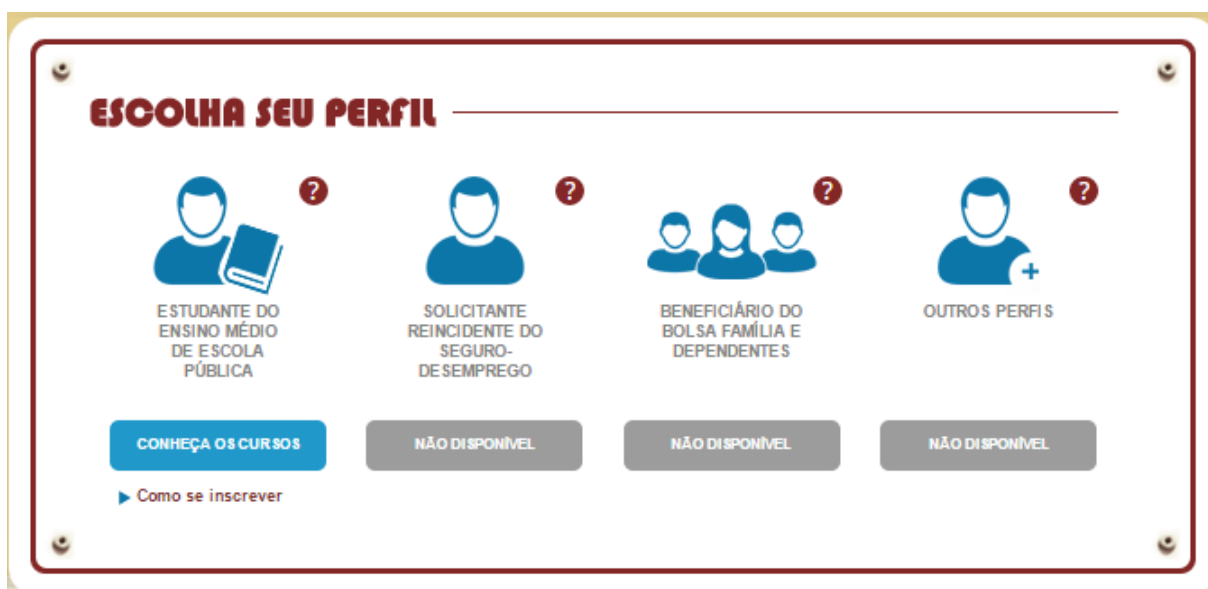 ESCOLHA SEU PERFIL
?
?
?
?
ESTUDANTE DO
ENSINO MÉDIO
DE ESCOLA
PÚBLICA
SOLICITANTE
REINCIDENTE DO
SEGURO-
DESEMPREGO
BENEFICIÁRIO DO
BOLSA FAMÍLIA E
DEPENDENTES
OUTROS PERFIS
CONHEÇA OS CURSOS
NÃO DISPONÍVEL
NÃO DISPONÍVEL
NÃO DISPONÍVEL
Como se inscrever